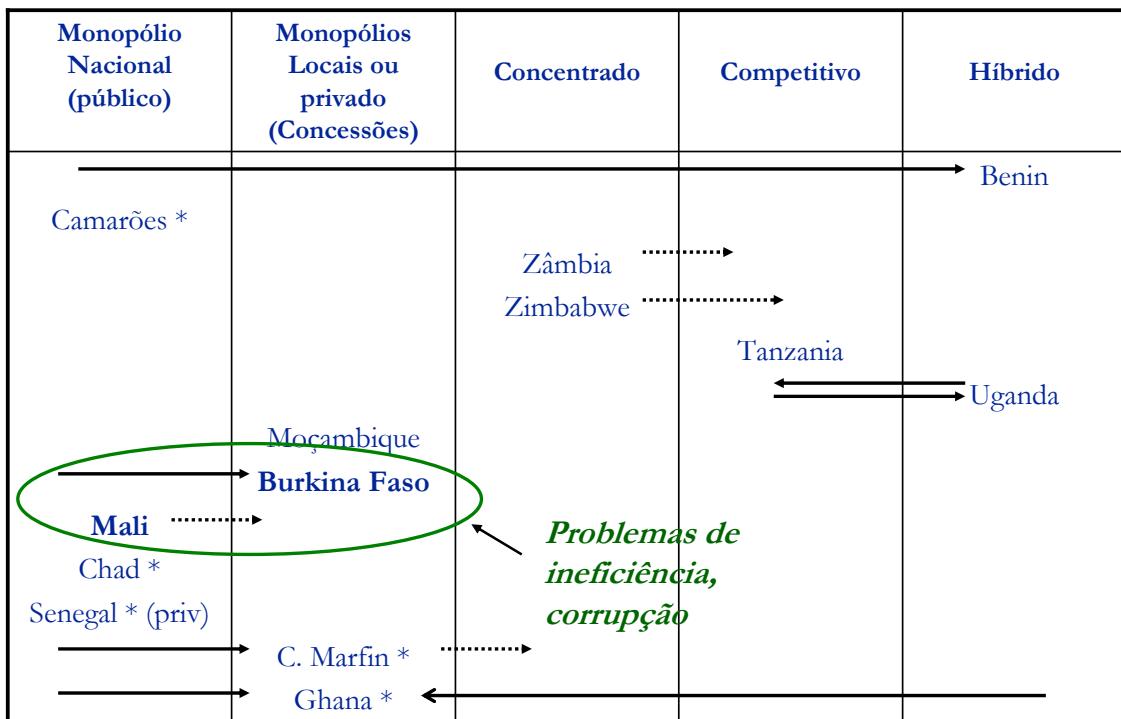 Monopólio
Nacional
(público)
Monopólios
Locais ou
privado
(Concessões)
Concentrado
Competitivo
Híbrido
Benin
Camarões *
Zâmbia
Zimbabwe
Tanzania
Uganda
Moçambique
Burkina Faso
Mali
Problemas de
ineficiência,
corrupção
Chad *
Senegal * (priv)
C. Marfin *
Ghana *